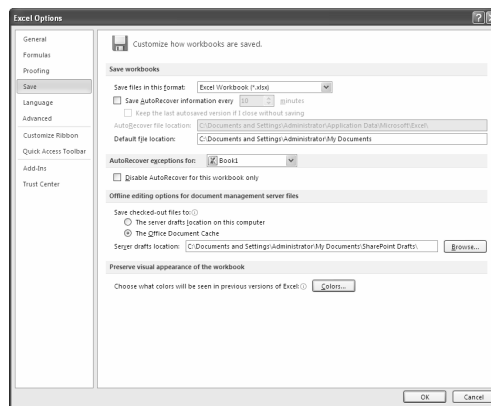 Excel Options
General
Formulas
Proofing
Save
Language
Advanced
Customize Ribbon
Quick Access Toolbar
Add-Ins
Trust Center
Customize how workbooks are saved.
Save workbooks
Save files in this format: Excel Workbook (*.xlsx)
Save AutoRecover information every 10 minutes
Keep the last autosaved version if I close without saving
AutoRecover file location: C:\Documents and Settings\Administrator\Application Data\Microsoft\Excel\
Default file location: C:\Documents and Settings\Administrator\My Documents
AutoRecover exceptions for: Book1
Disable AutoRecover for this workbook only
Offline editing options for document management server files
Save checked-out files to:
The server drafts location on this computer
The Office Document Cache
Server drafts location: C:\Documents and Settings\Administrator\My Documents\SharePoint Drafts\ Browse...
Preserve visual appearance of the workbook
Choose what colors will be seen in previous versions of Excel: Colors...
OK Cancel